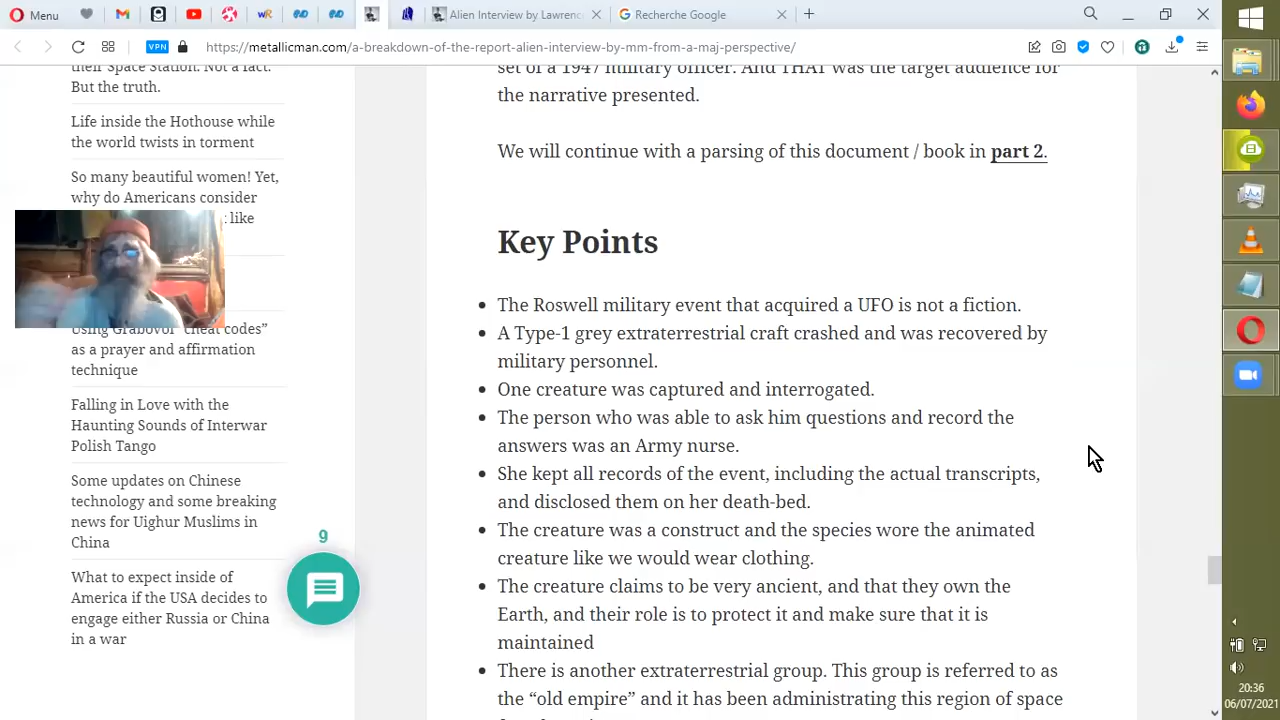 Menu
Alien Interview by Lawrenc
Recherche Google
VPN
https://metallicman.com/a-breakdown-of-the-report-alien-interview-by-mm-from-a-maj-perspective/
their Space Station. Not a fact.
But the truth.
Life inside the Hothouse while
the world twists in torment
So many beautiful women! Yet,
why do Americans consider
like
Using Grabovoi “cheat codes”
as a prayer and affirmation
technique
Falling in Love with the
Haunting Sounds of Interwar
Polish Tango
Some updates on Chinese
technology and some breaking
news for Uighur Muslims in
China
What to expect inside of
America if the USA decides to
engage either Russia or China
in a war
9
set of a 1947 military officer. And THAT was the target audience for
the narrative presented.
We will continue with a parsing of this document / book in part 2.
Key Points
The Roswell military event that acquired a UFO is not a fiction.
A Type-1 grey extraterrestrial craft crashed and was recovered by
military personnel.
One creature was captured and interrogated.
The person who was able to ask him questions and record the
answers was an Army nurse.
She kept all records of the event, including the actual transcripts,
and disclosed them on her death-bed.
The creature was a construct and the species wore the animated
creature like we would wear clothing.
The creature claims to be very ancient, and that they own the
Earth, and their role is to protect it and make sure that it is
maintained
There is another extraterrestrial group. This group is referred to as
the “old empire” and it has been administrating this region of space
20:36
06/07/2021